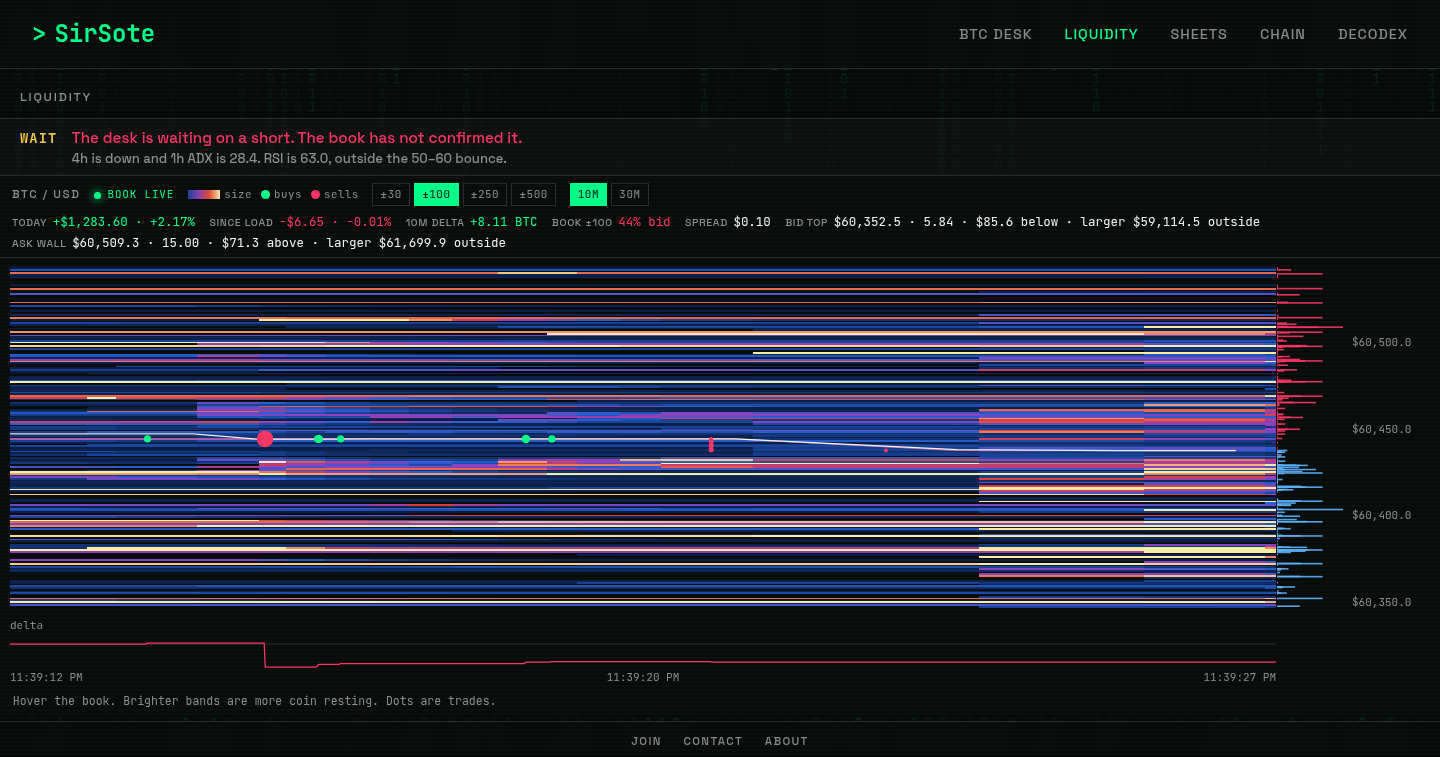 > SirSote
BTC DESK LIQUIDITY SHEETS CHAIN DECODEX
LIQUIDITY
WAIT The desk is waiting on a short. The book has not confirmed it.
4h is down and 1h ADX is 28.4. RSI is 63.0, outside the 50–60 bounce.
BTC / USD BOOK LIVE size buys sells ±30 ±100 ±250 ±500 10M 30M
TODAY +$1,283.60 · +2.17% SINCE LOAD -$6.65 · -0.01% 10M DELTA +8.11 BTC BOOK ±100 44% bid SPREAD $0.10 BID TOP $60,352.5 · 5.84 · $85.6 below · larger $59,114.5 outside
ASK WALL $60,509.3 · 15.00 · $71.3 above · larger $61,699.9 outside
$60,500.0
$60,450.0
$60,400.0
$60,350.0
delta
11:39:12 PM 11:39:20 PM 11:39:27 PM
Hover the book. Brighter bands are more coin resting. Dots are trades.
JOIN CONTACT ABOUT